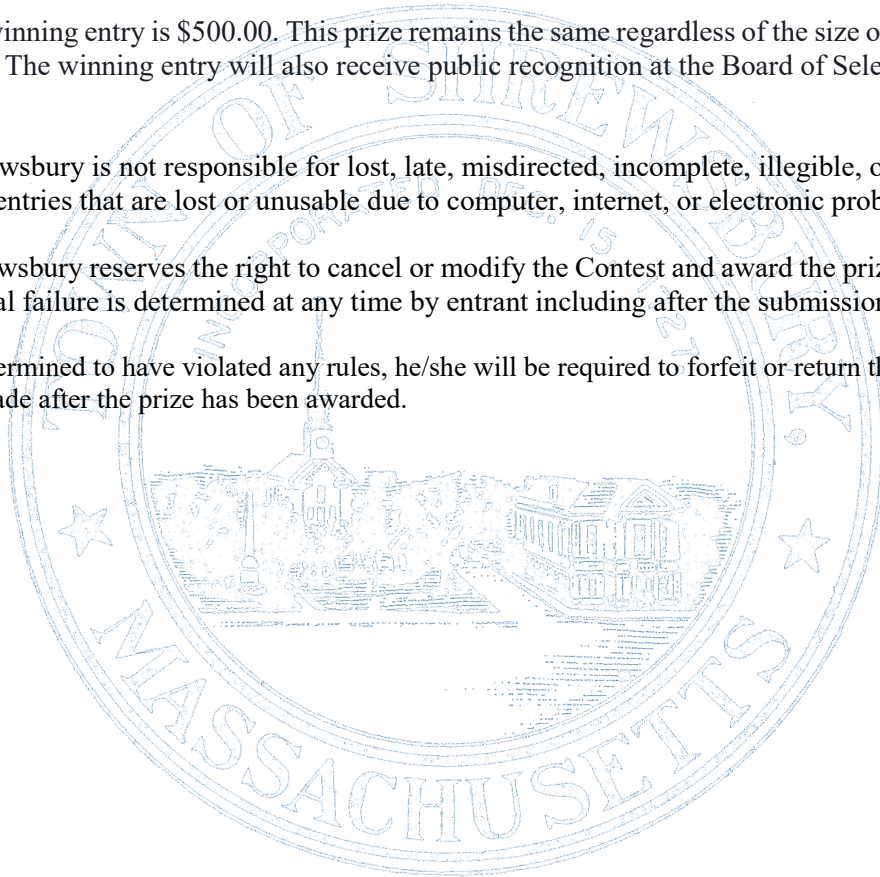 winning entry is $500.00. This prize remains the same regardless of the size o
The winning entry will also receive public recognition at the Board of Sele
wsbury is not responsible for lost, late, misdirected, incomplete, illegible, o
entries that are lost or unusable due to computer, internet, or electronic prob
wsbury reserves the right to cancel or modify the Contest and award the priz
al failure is determined at any time by entrant including after the submission
ermined to have violated any rules, he/she will be required to forfeit or return th
ade after the prize has been awarded.
TOWN OF SHREWSBURY,
MASSACHUSETTS
INCORPORATED DEC. 15, 1727